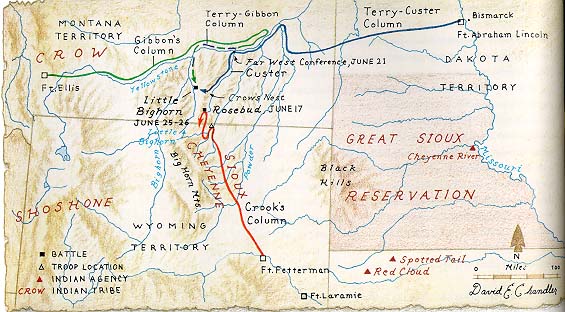 MONTANA
TERRITORY
CROW
Gibbon's
Column
Terry-Gibbon
Column
Terry-Custer
Column
Bismarck
Ft. Abraham Lincoln
Ft. Ellis
Yellowstone
Far West Conference, JUNE 21
Custer
DAKOTA
TERRITORY
Little
Bighorn
JUNE 25-26
Crows Nest
Rosebud, JUNE 17
Little
Bighorn
Bighorn
Big Horn Mts.
CHEYENNE
SIOUX
Powder
GREAT SIOUX
Cheyenne River
Missouri
Black
Hills
RESERVATION
SHOSHONE
WYOMING
TERRITORY
Crook's
Column
Ft. Fetterman
Spotted Tail
Red Cloud
Ft. Laramie
N
Miles
0
100
BATTLE
TROOP LOCATION
INDIAN AGENCY
CROW INDIAN TRIBE
David E. Chandler